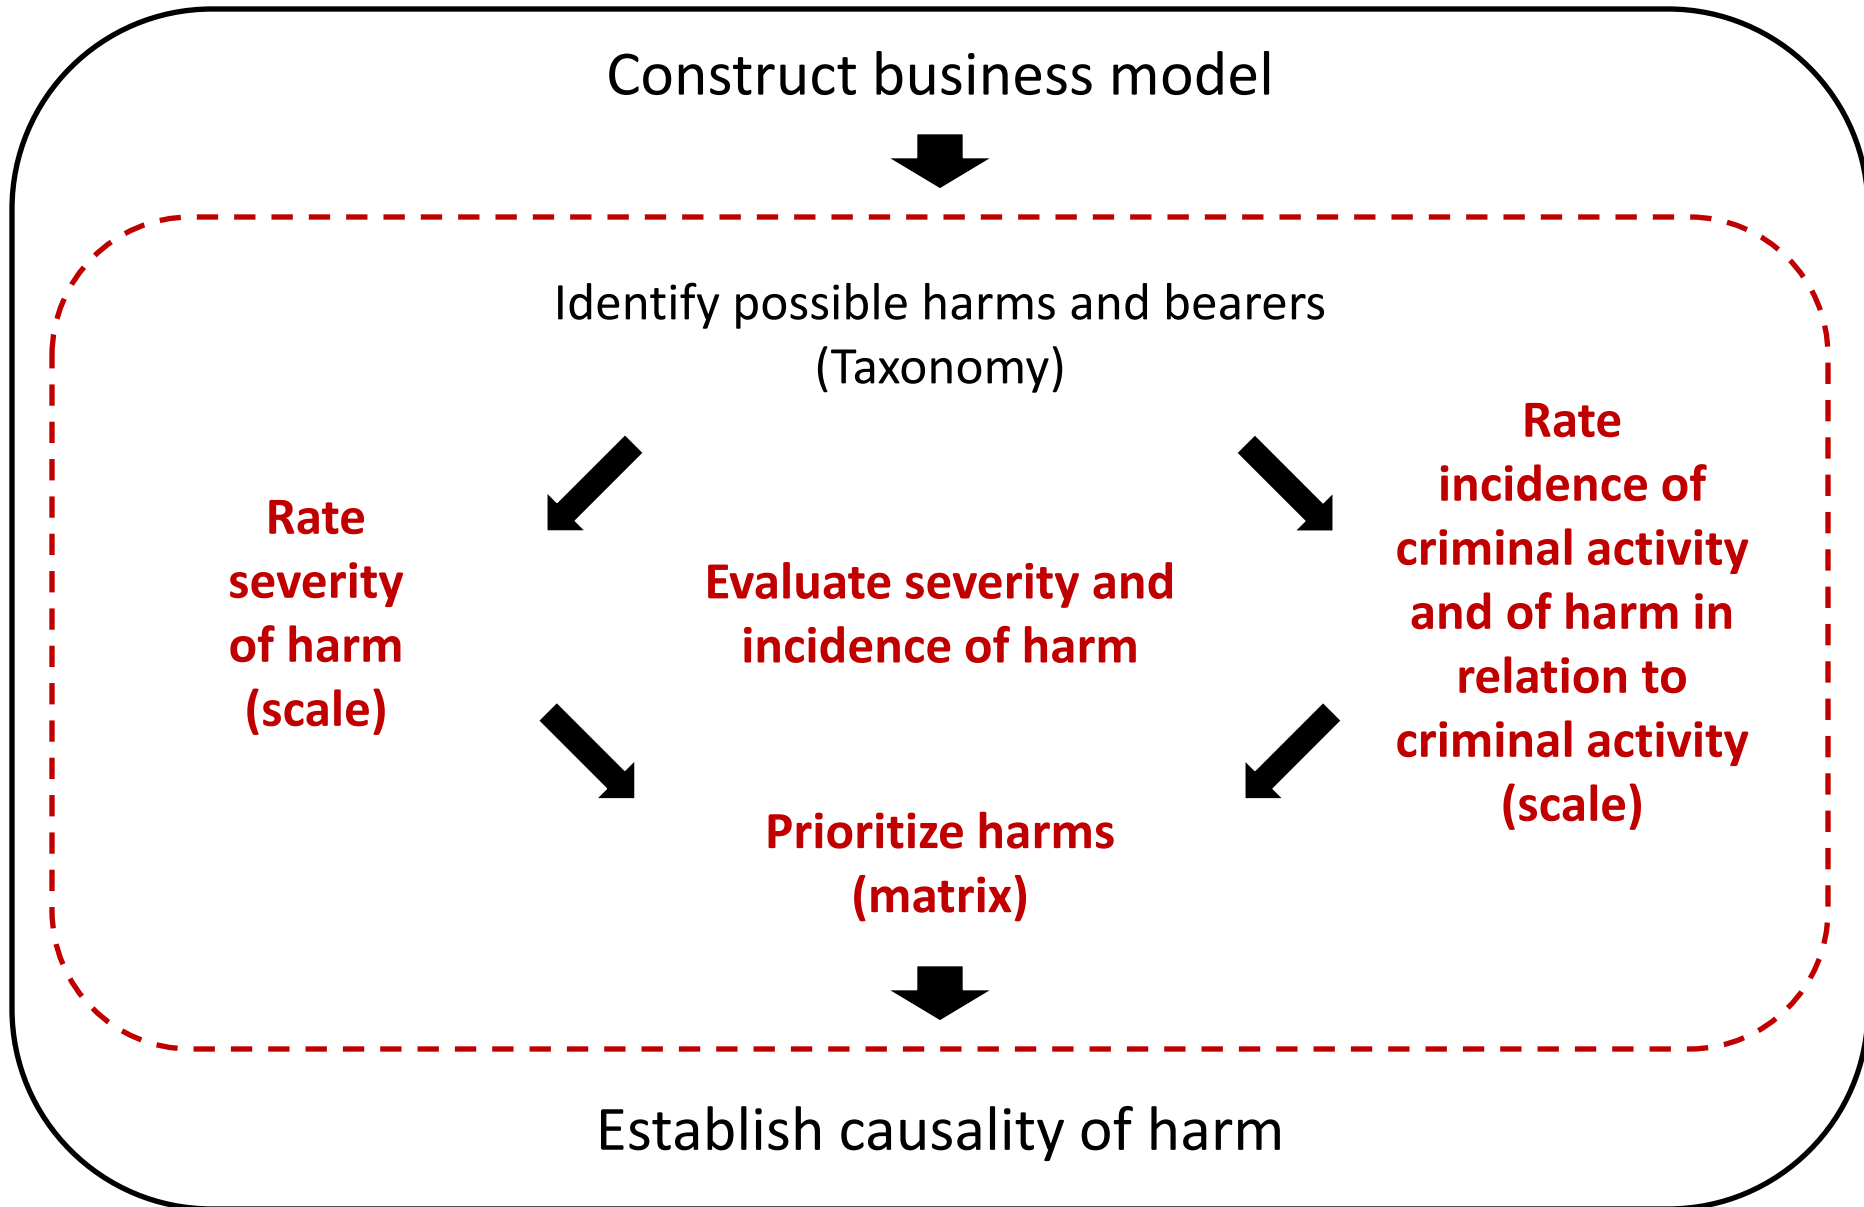 Construct business model
Identify possible harms and bearers
(Taxonomy)
Rate
severity
of harm
(scale)
Evaluate severity and
incidence of harm
Rate
incidence of
criminal activity
and of harm in
relation to
criminal activity
(scale)
Prioritize harms
(matrix)
Establish causality of harm